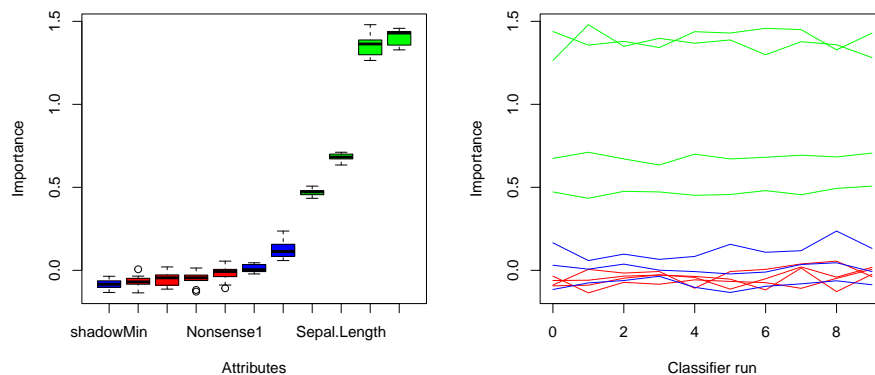 1.5
1.0
0.5
0.0
Importance
shadowMin Nonsense1 Sepal.Length
Attributes
1.5
1.0
0.5
0.0
Importance
0 2 4 6 8
Classifier run